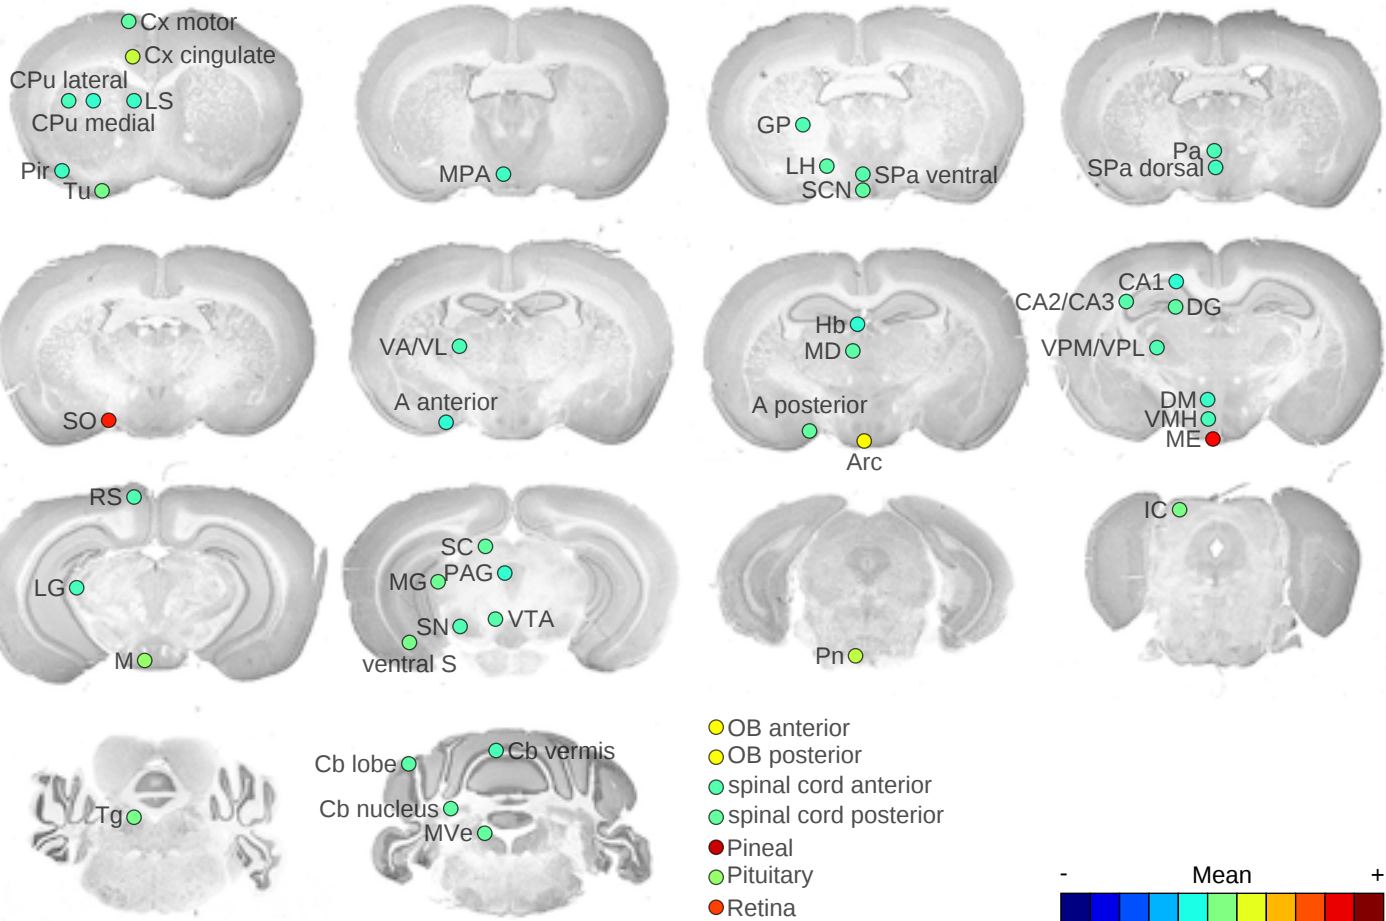 Cx motor
Cx cingulate
CPu lateral
LS
CPu medial
Pir
Tu
MPA
GP
LH
SPa ventral
SCN
Pa
SPa dorsal
SO
VA/VL
A anterior
Hb
MD
A posterior
Arc
CA1
CA2/CA3
DG
VPM/VPL
DM
VMH
ME
RS
LG
M
SC
MG
PAG
SN
VTA
ventral S
Pn
IC
Tg
Cb lobe
Cb vermis
Cb nucleus
MVe
OB anterior
OB posterior
spinal cord anterior
spinal cord posterior
Pineal
Pituitary
Retina
- Mean +